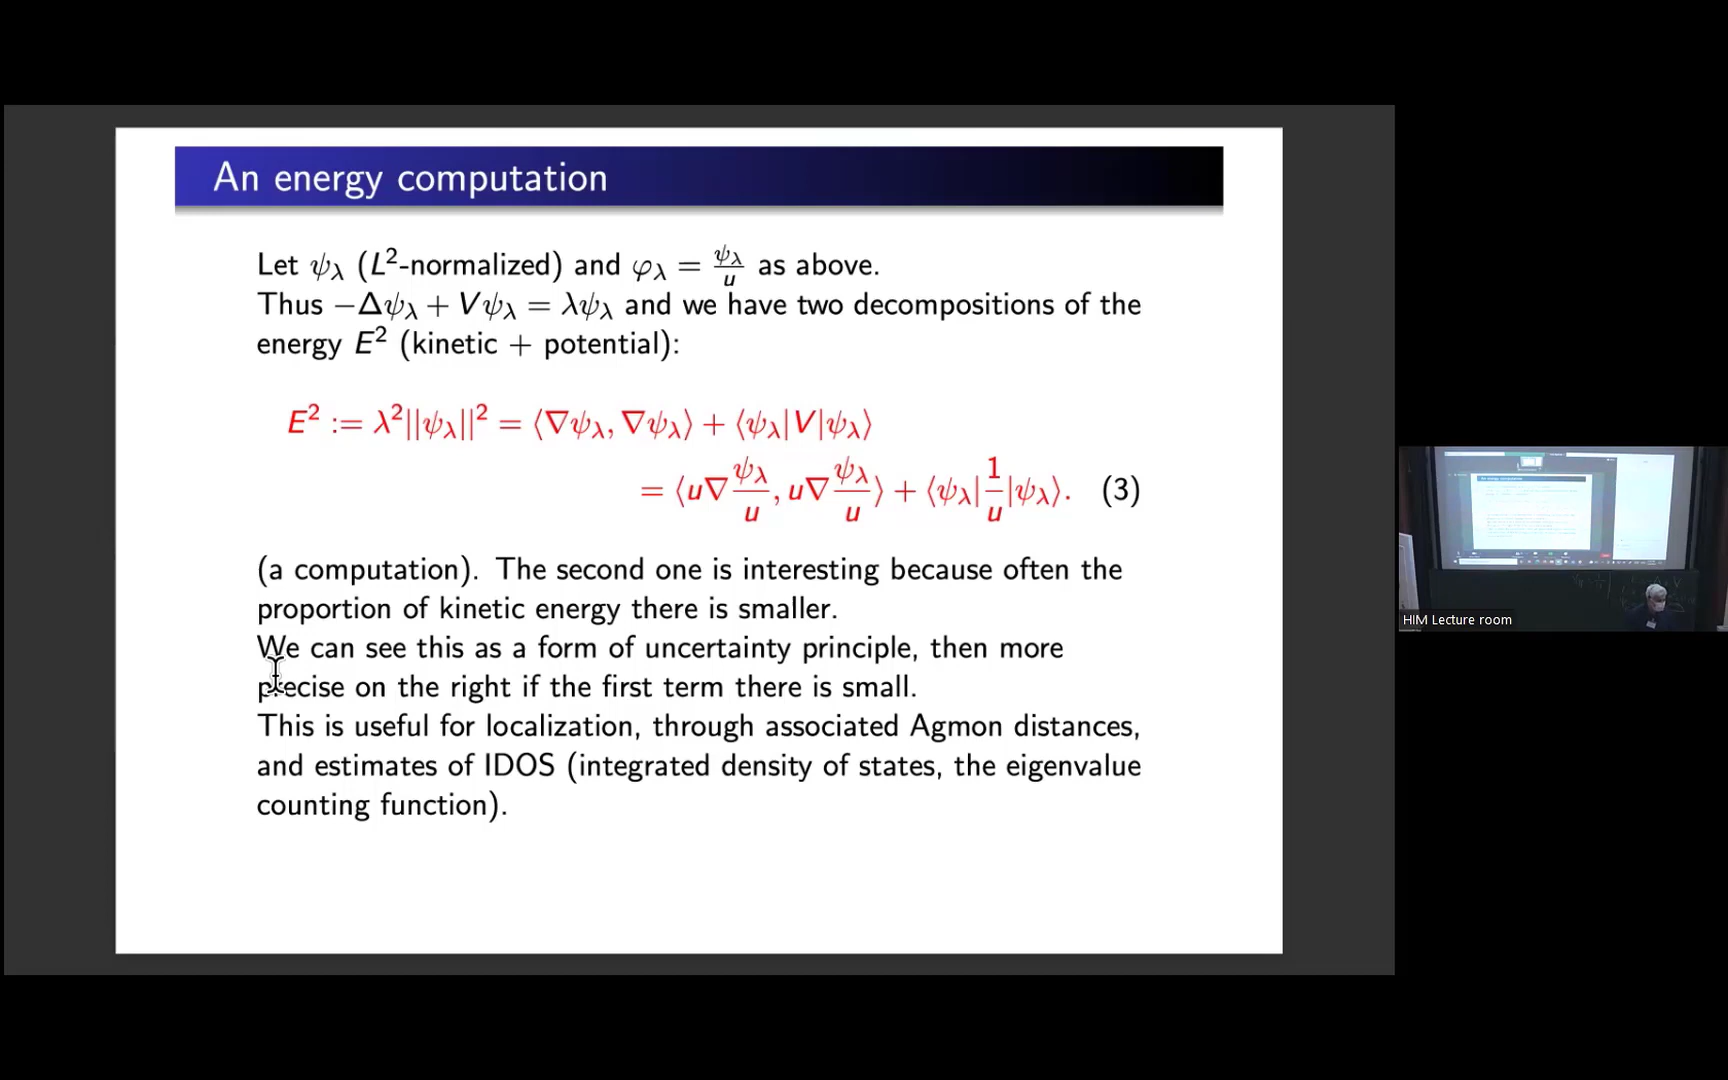 An energy computation
Let ψ_λ (L²-normalized) and φ_λ = ψ_λ/u as above.
Thus −Δψ_λ + Vψ_λ = λψ_λ and we have two decompositions of the
energy E² (kinetic + potential):
E² := λ²||ψ_λ||² = ⟨∇ψ_λ, ∇ψ_λ⟩ + ⟨ψ_λ|V|ψ_λ⟩
= ⟨u∇ψ_λ/u, u∇ψ_λ/u⟩ + ⟨ψ_λ|1/u|ψ_λ⟩. (3)
(a computation). The second one is interesting because often the
proportion of kinetic energy there is smaller.
We can see this as a form of uncertainty principle, then more
precise on the right if the first term there is small.
This is useful for localization, through associated Agmon distances,
and estimates of IDOS (integrated density of states, the eigenvalue
counting function).
HIM Lecture room